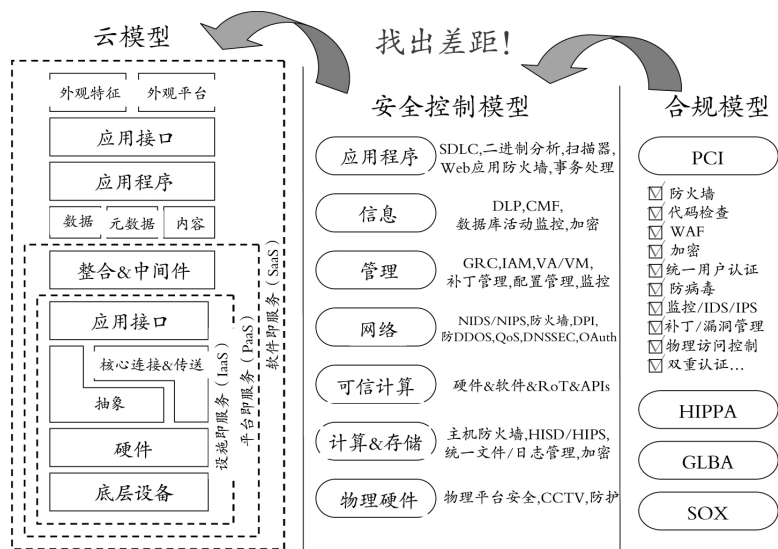 云模型
找出差距!
外观特征
外观平台
应用接口
应用程序
数据
元数据
内容
整合&中间件
应用接口
核心连接&传送
抽象
硬件
底层设备
设施即服务(IaaS)
平台即服务(PaaS)
软件即服务(SaaS)
安全控制模型
应用程序
SDLC,二进制分析,扫描器,
Web应用防火墙,事务处理
信息
DLP,CMF,
数据库活动监控,加密
管理
GRC,IAM,VA/VM,
补丁管理,配置管理,监控
网络
NIDS/NIPS,防火墙,DPI,
防DDOS,QoS,DNSSEC,OAuth
可信计算
硬件&软件&RoT&APIs
计算&存储
主机防火墙,HISD/HIPS,
统一文件/日志管理,加密
物理硬件
物理平台安全,CCTV,防护
合规模型
PCI
防火墙
代码检查
WAF
加密
统一用户认证
防病毒
监控/IDS/IPS
补丁/漏洞管理
物理访问控制
双重认证…
HIPPA
GLBA
SOX